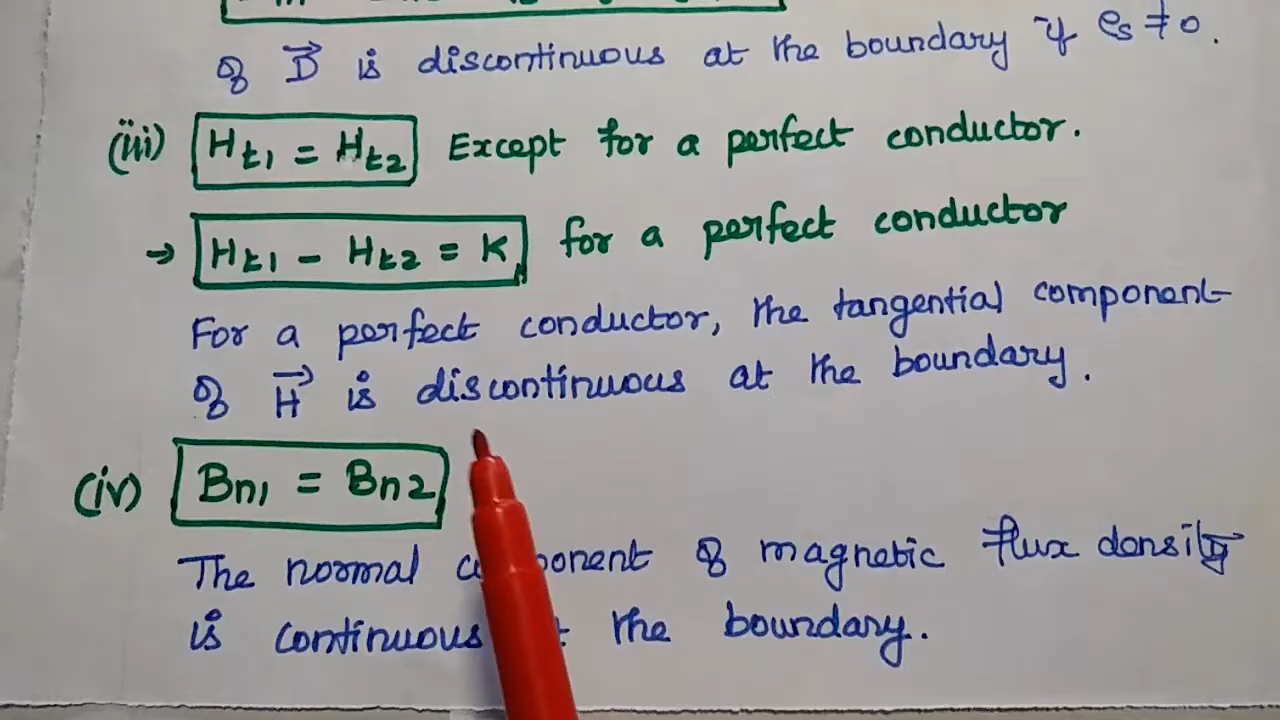 of D⃗ is discontinuous at the boundary if ρs ≠ 0.
(iii) Ht1 = Ht2 Except for a perfect conductor.
→ Ht1 - Ht2 = K for a perfect conductor
For a perfect conductor, the tangential component
of H⃗ is discontinuous at the boundary.
(iv) Bn1 = Bn2
The normal component of magnetic flux density
is continuous the boundary.